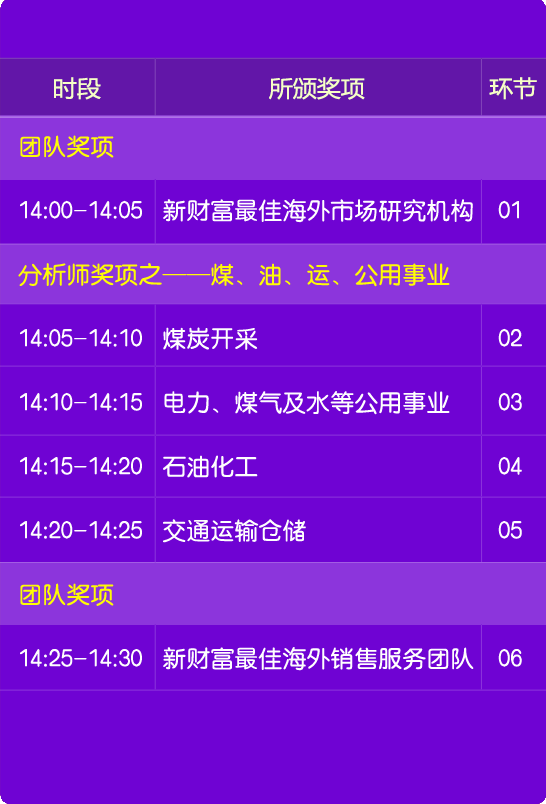 时段 所颁奖项 环节
团队奖项
14:00-14:05 新财富最佳海外市场研究机构 01
分析师奖项之——煤、油、运、公用事业
14:05-14:10 煤炭开采 02
14:10-14:15 电力、煤气及水等公用事业 03
14:15-14:20 石油化工 04
14:20-14:25 交通运输仓储 05
团队奖项
14:25-14:30 新财富最佳海外销售服务团队 06